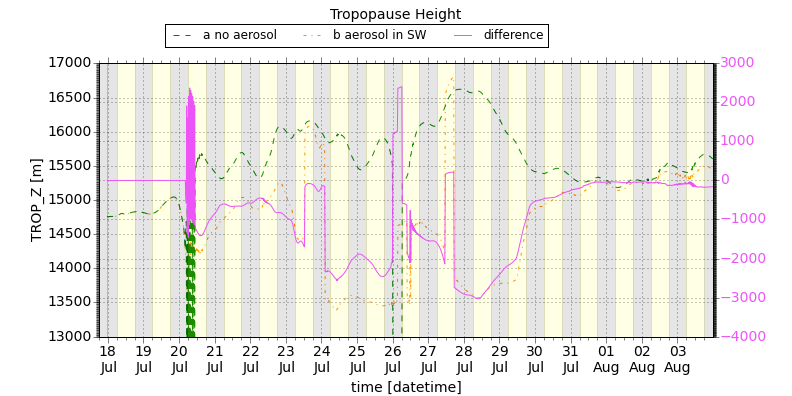 Tropopause Height
a no aerosol b aerosol in SW difference
17000 3000
16500 2000
16000 1000
15500 0
15000 −1000
14500 −2000
14000 −3000
13500 −4000
13000
TROP_Z [m]
18 19 20 21 22 23 24 25 26 27 28 29 30 31 01 02 03
Jul Jul Jul Jul Jul Jul Jul Jul Jul Jul Jul Jul Jul Jul Aug Aug Aug
time [datetime]